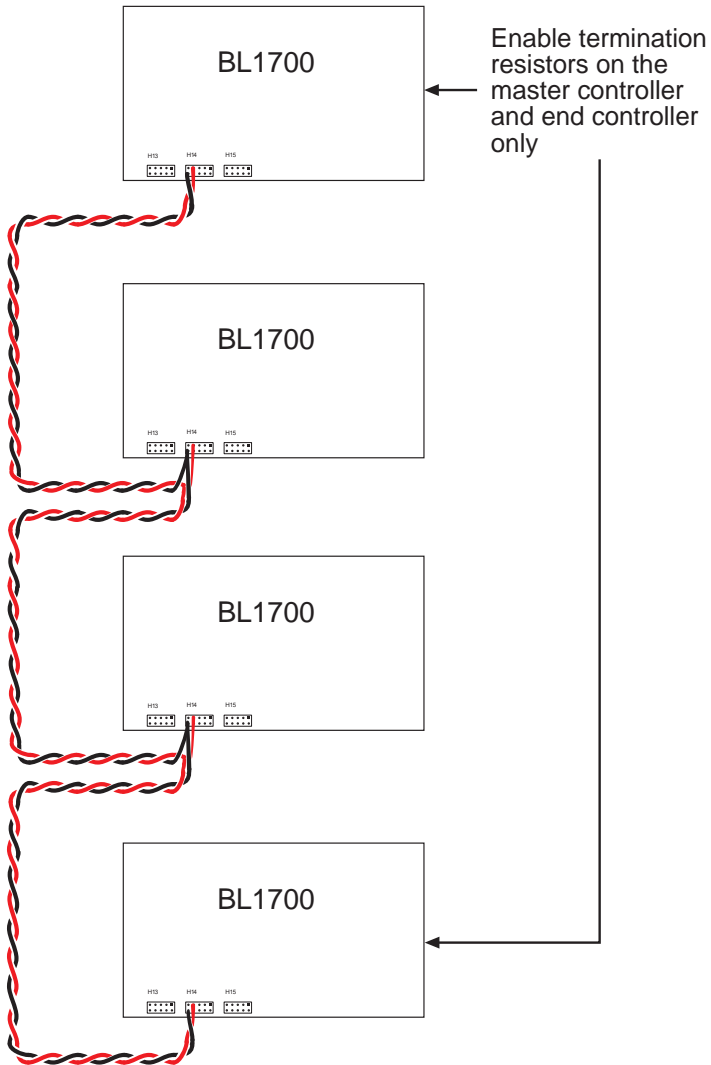 BL1700
Enable termination
resistors on the
master controller
and end controller
only
H13 H14 H15
BL1700
H13 H14 H15
BL1700
H13 H14 H15
BL1700
H13 H14 H15